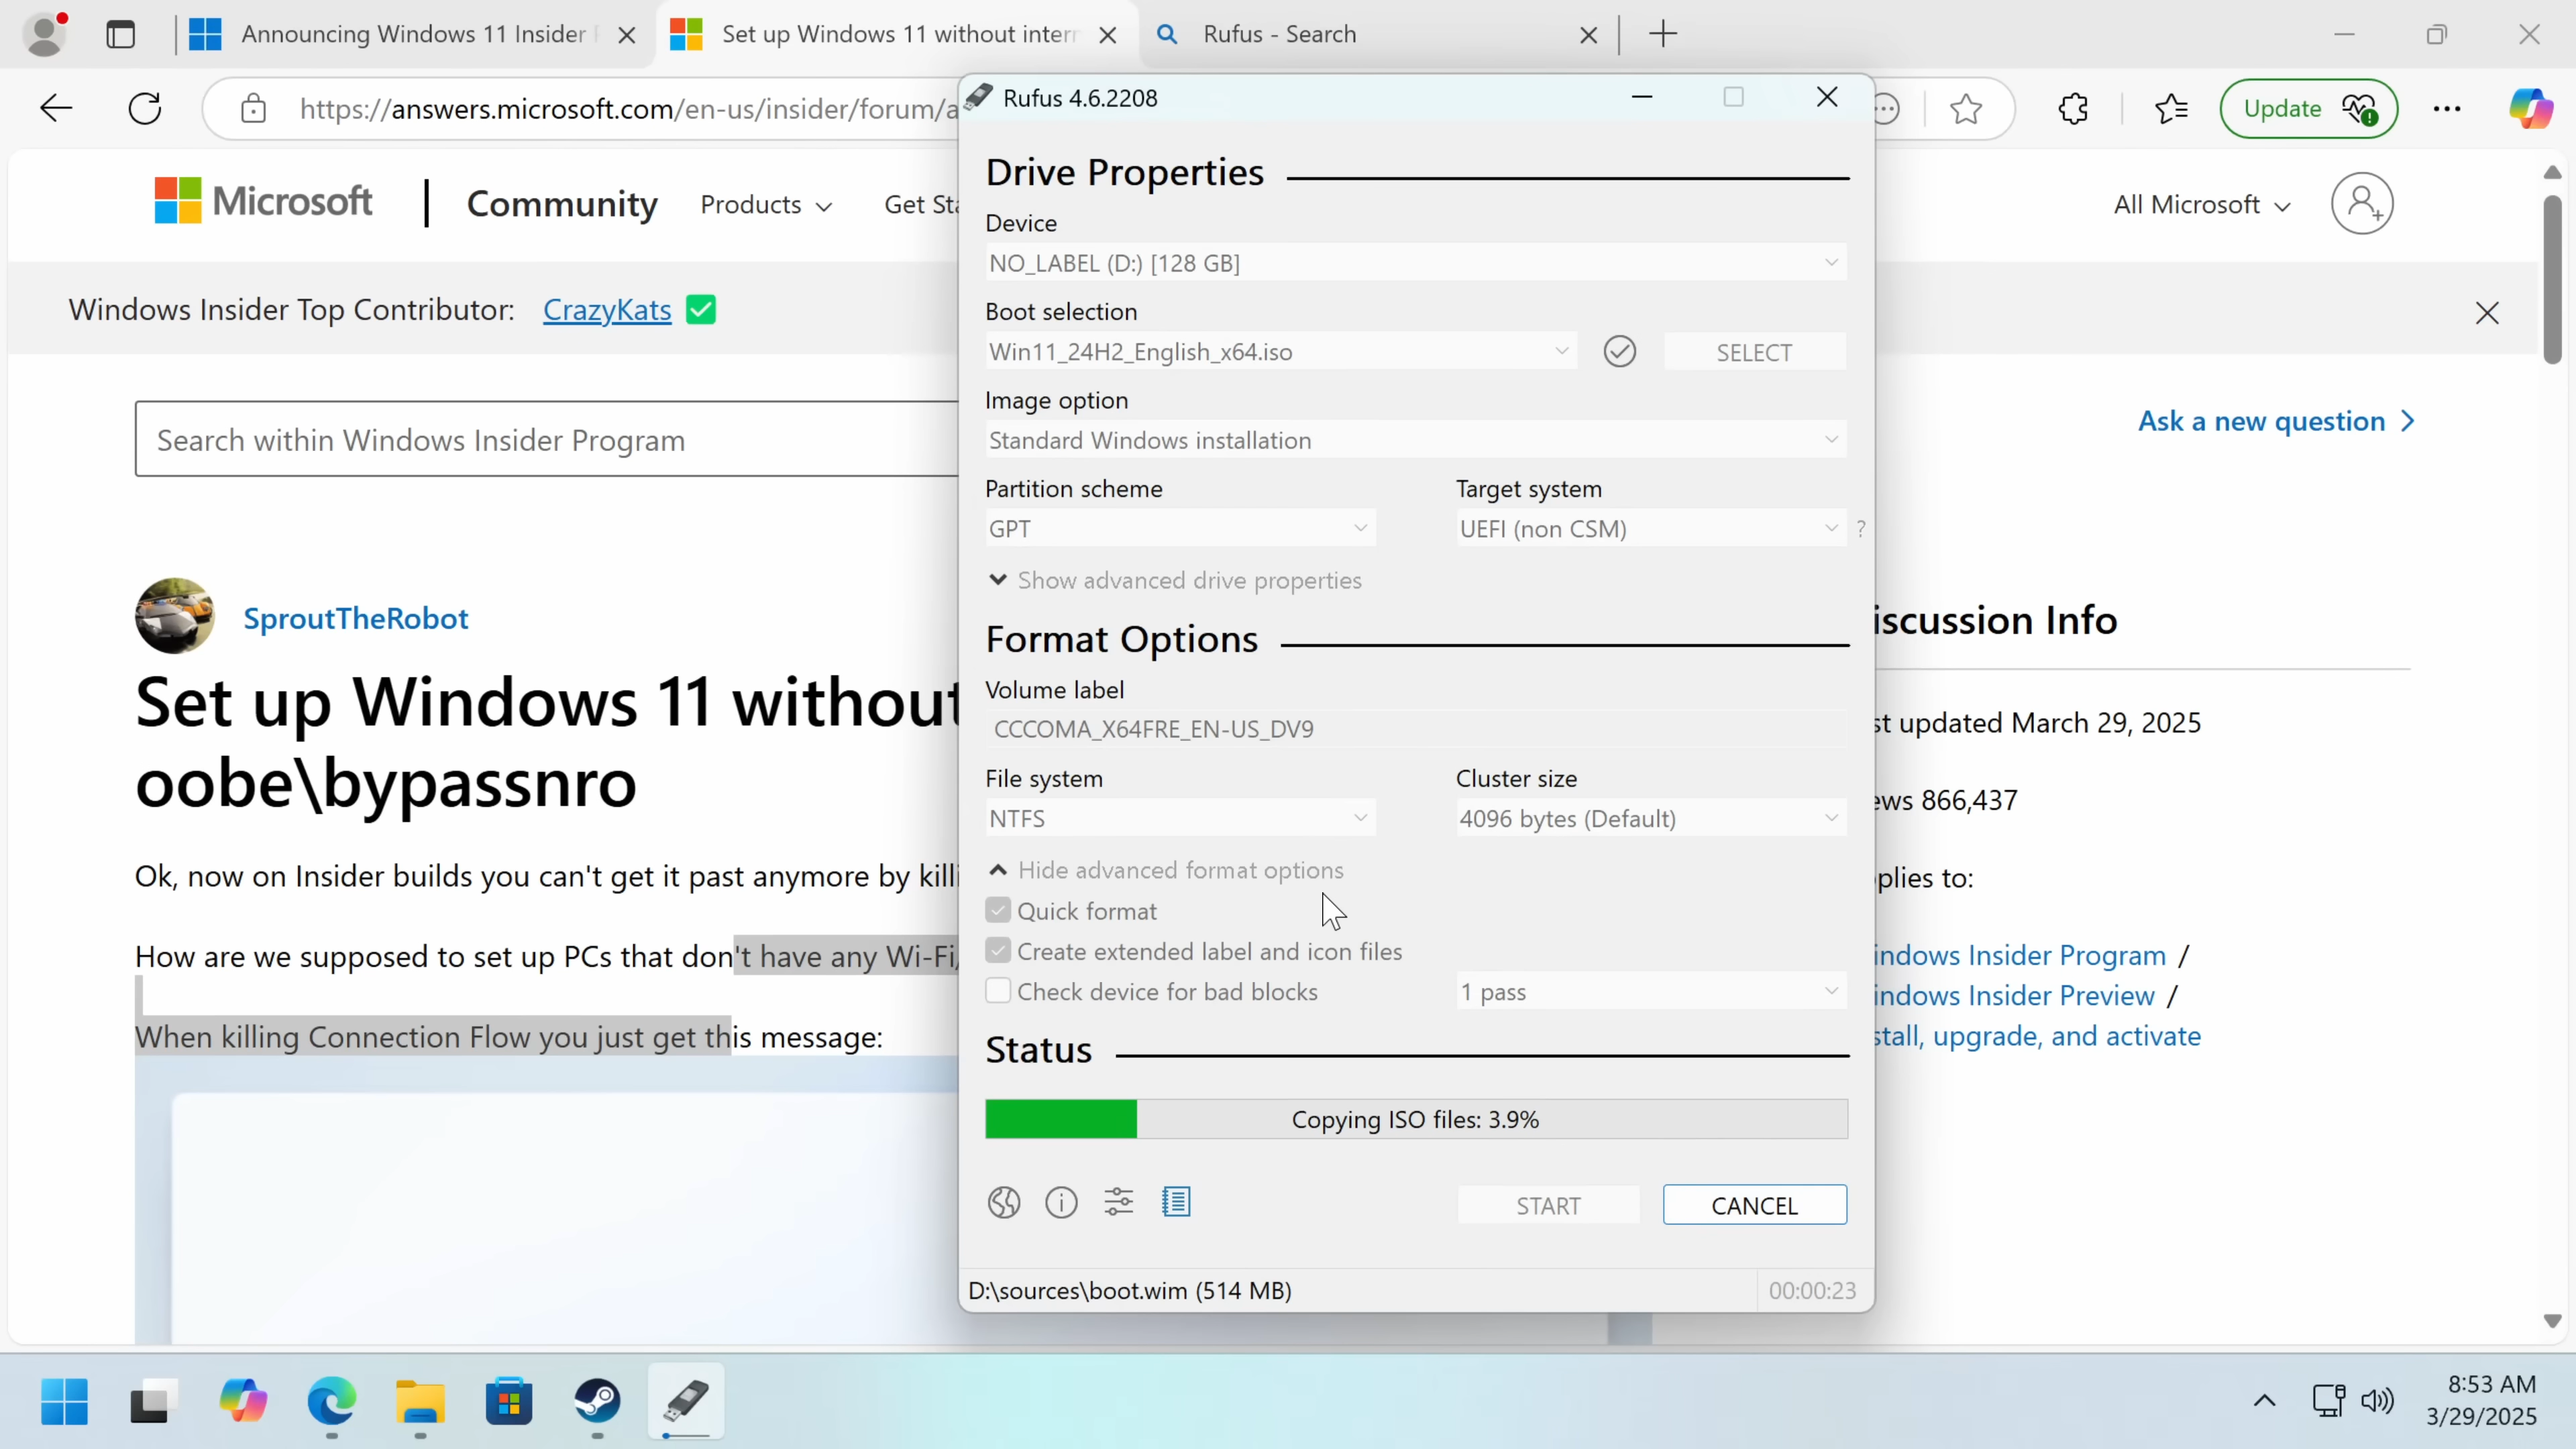 Announcing Windows 11 Insider
Set up Windows 11 without inter
Rufus - Search
https://answers.microsoft.com/en-us/insider/forum/a
Update
Microsoft
Community
Products
Get Sta
All Microsoft
Windows Insider Top Contributor: CrazyKats
Search within Windows Insider Program
Ask a new question
SproutTheRobot
Set up Windows 11 without
oobe\bypassnro
Ok, now on Insider builds you can't get it past anymore by killi
How are we supposed to set up PCs that don't have any Wi-Fi/
When killing Connection Flow you just get this message:
Rufus 4.6.2208
Drive Properties
Device
NO_LABEL (D:) [128 GB]
Boot selection
Win11_24H2_English_x64.iso
SELECT
Image option
Standard Windows installation
Partition scheme
Target system
GPT
UEFI (non CSM)
?
Show advanced drive properties
Format Options
Volume label
CCCOMA_X64FRE_EN-US_DV9
File system
Cluster size
NTFS
4096 bytes (Default)
Hide advanced format options
Quick format
Create extended label and icon files
Check device for bad blocks
1 pass
Status
Copying ISO files: 3.9%
START
CANCEL
D:\sources\boot.wim (514 MB)
00:00:23
iscussion Info
st updated March 29, 2025
ews 866,437
plies to:
indows Insider Program /
indows Insider Preview /
stall, upgrade, and activate
8:53 AM
3/29/2025